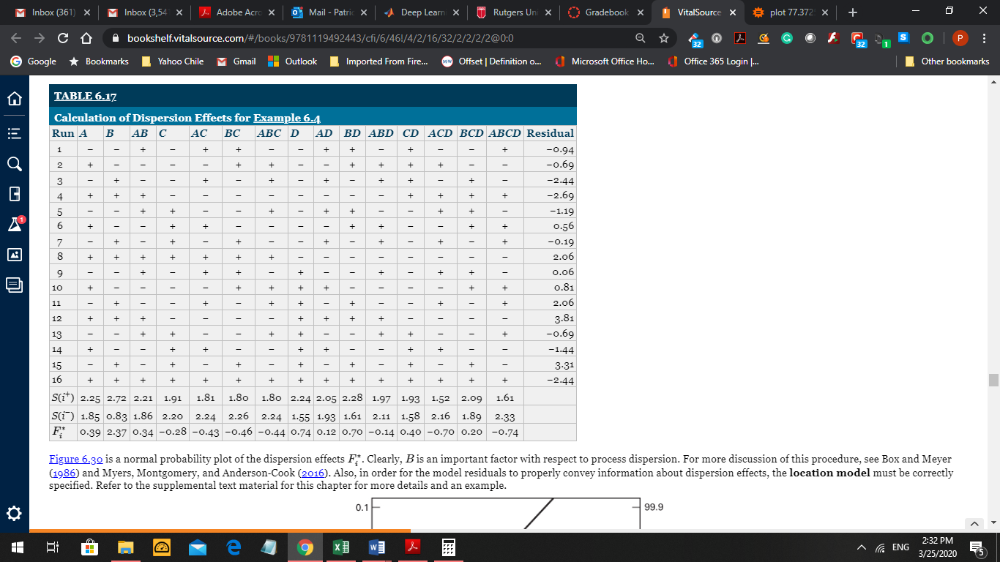 Inbox (361)
Inbox (3,54
Adobe Acro
Mail - Patric
Deep Learn
Rutgers Un
Gradebook
VitalSource
plot 77.372
bookshelf.vitalsource.com/#/books/9781119492443/cfi/6/46!/4/2/16/32/2/2/2/2@0:0
32
32
1
S
P
Google Bookmarks Yahoo Chile Gmail Outlook Imported From Fire... Offset | Definition o... Microsoft Office Ho... Office 365 Login |... Other bookmarks
TABLE 6.17
Calculation of Dispersion Effects for Example 6.4
Run A B AB C AC BC ABC D AD BD ABD CD ACD BCD ABCD Residual
1 − − + − + + − − + + − + − − + −0.94
2 + − − − − + + − − + + + + − − −0.69
3 − + − − + − + − + − + + − + − −2.44
4 + + + − − − − − − − − + + + + −2.69
5 − − + + − − + − + + − − + + − −1.19
6 + − − + + − − − − + + − − + + 0.56
7 − + − + − + − − + − + − + − + −0.19
8 + + + + + + + − − − − − − − − 2.06
9 − − + − + + − + − − + − + + − 0.06
10 + − − − − + + + + − − − − + + 0.81
11 − + − − + − + + − + − − + − + 2.06
12 + + + − − − − + + + + − − − − 3.81
13 − − + + − − + + − − + + − − + −0.69
14 + − − + + − − + + − − + + − − −1.44
15 − + − + − + − + − + − + − + − 3.31
16 + + + + + + + + + + + + + + + −2.44
S(i⁺) 2.25 2.72 2.21 1.91 1.81 1.80 1.80 2.24 2.05 2.28 1.97 1.93 1.52 2.09 1.61
S(i⁻) 1.85 0.83 1.86 2.20 2.24 2.26 2.24 1.55 1.93 1.61 2.11 1.58 2.16 1.89 2.33
Fᵢ* 0.39 2.37 0.34 −0.28 −0.43 −0.46 −0.44 0.74 0.12 0.70 −0.14 0.40 −0.70 0.20 −0.74
Figure 6.30 is a normal probability plot of the dispersion effects Fᵢ*. Clearly, B is an important factor with respect to process dispersion. For more discussion of this procedure, see Box and Meyer
(1986) and Myers, Montgomery, and Anderson-Cook (2016). Also, in order for the model residuals to properly convey information about dispersion effects, the location model must be correctly
specified. Refer to the supplemental text material for this chapter for more details and an example.
0.1
99.9
1
ENG
2:32 PM
3/25/2020
5